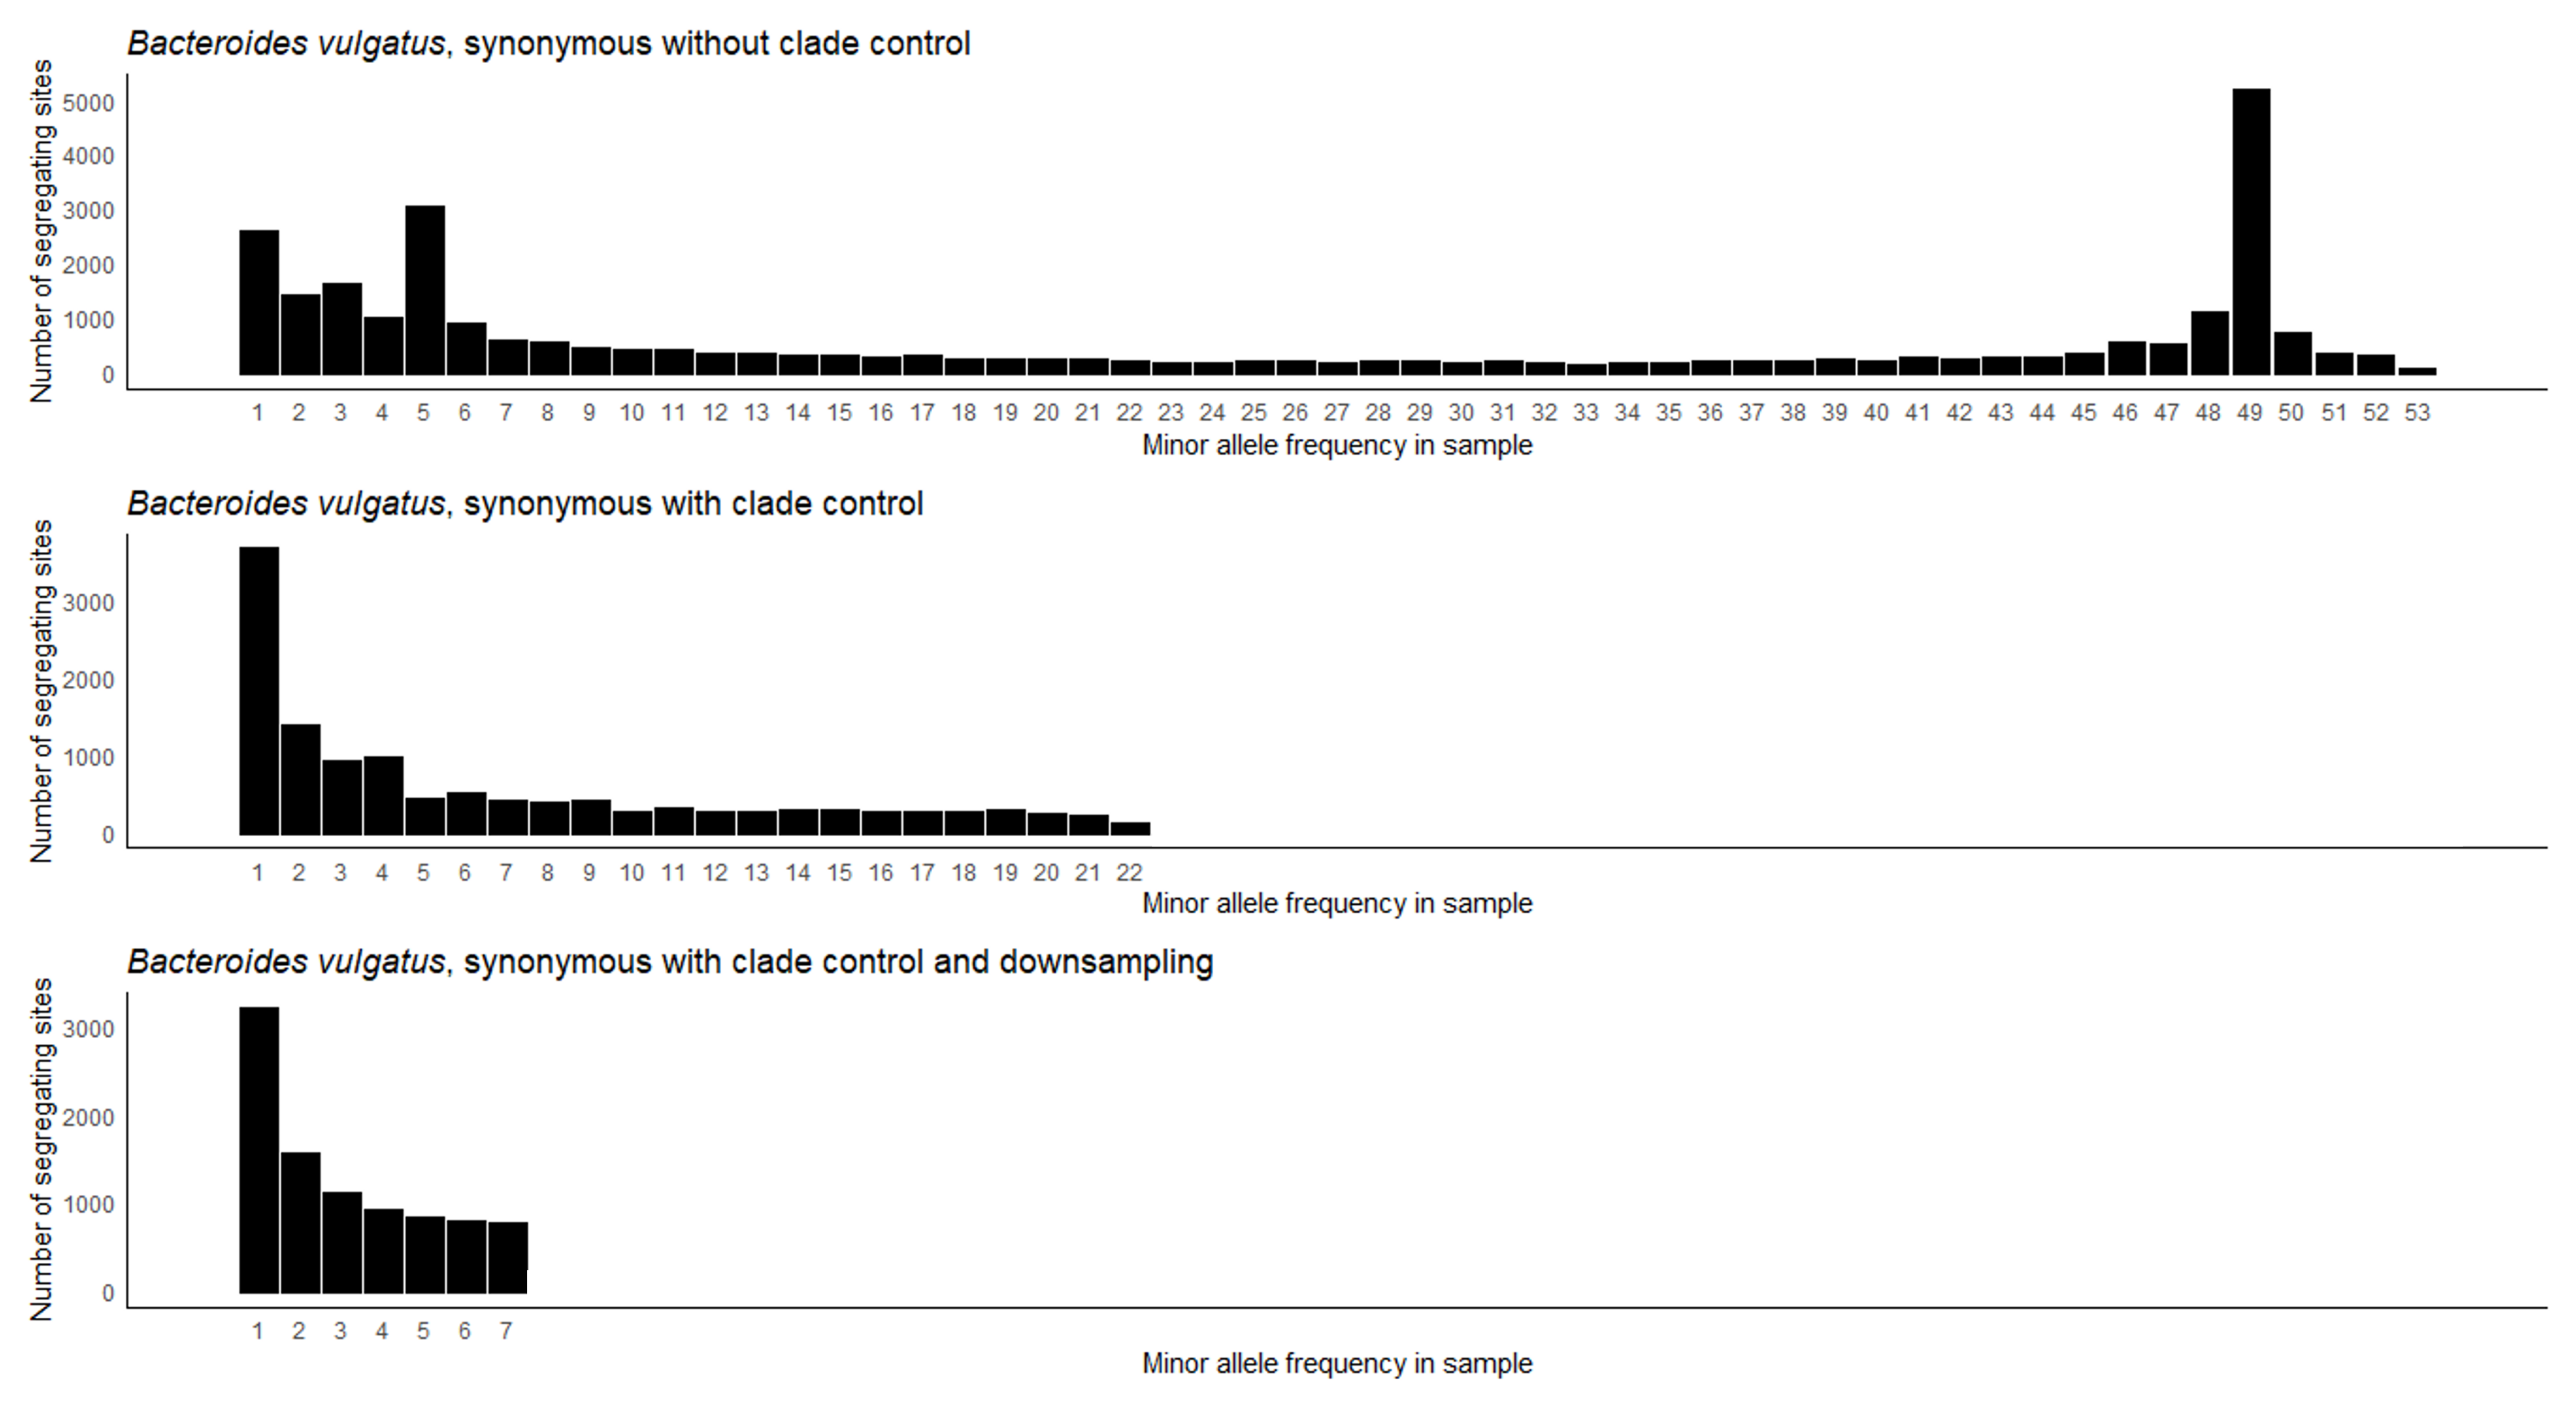 Bacteroides vulgatus, synonymous without clade control
Number of segregating sites
5000
4000
3000
2000
1000
0
1 2 3 4 5 6 7 8 9 10 11 12 13 14 15 16 17 18 19 20 21 22 23 24 25 26 27 28 29 30 31 32 33 34 35 36 37 38 39 40 41 42 43 44 45 46 47 48 49 50 51 52 53
Minor allele frequency in sample
Bacteroides vulgatus, synonymous with clade control
Number of segregating sites
3000
2000
1000
0
1 2 3 4 5 6 7 8 9 10 11 12 13 14 15 16 17 18 19 20 21 22
Minor allele frequency in sample
Bacteroides vulgatus, synonymous with clade control and downsampling
Number of segregating sites
3000
2000
1000
0
1 2 3 4 5 6 7
Minor allele frequency in sample